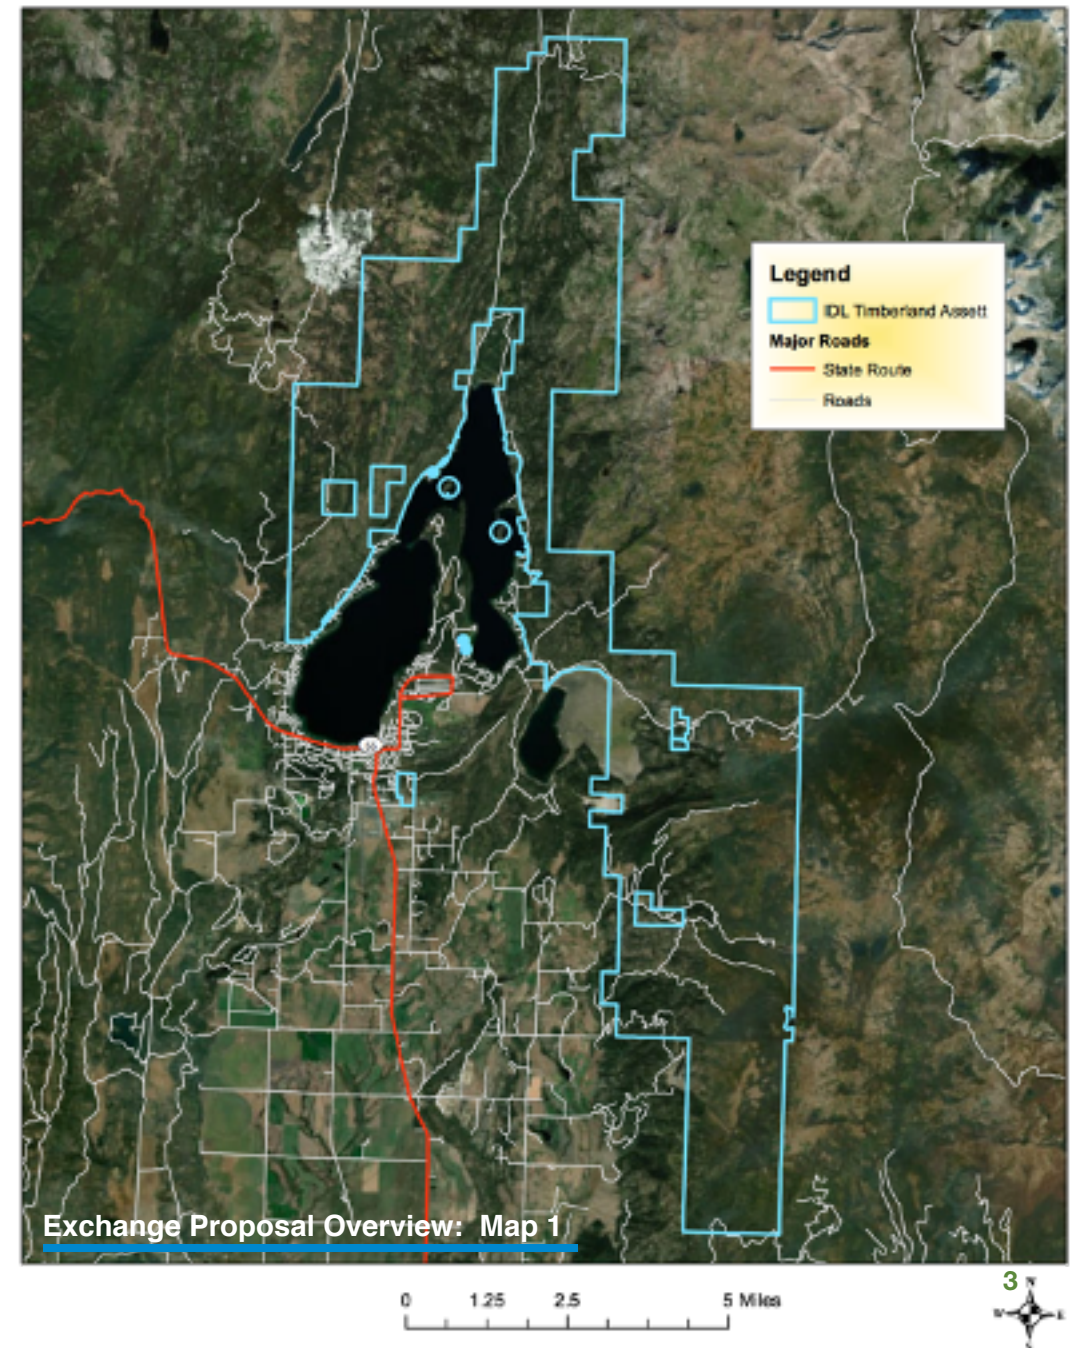 Legend
IDL Timberland Assett
Major Roads
State Route
Roads
Exchange Proposal Overview: Map 1
3
N
W E
S
0 1.25 2.5 5 Miles